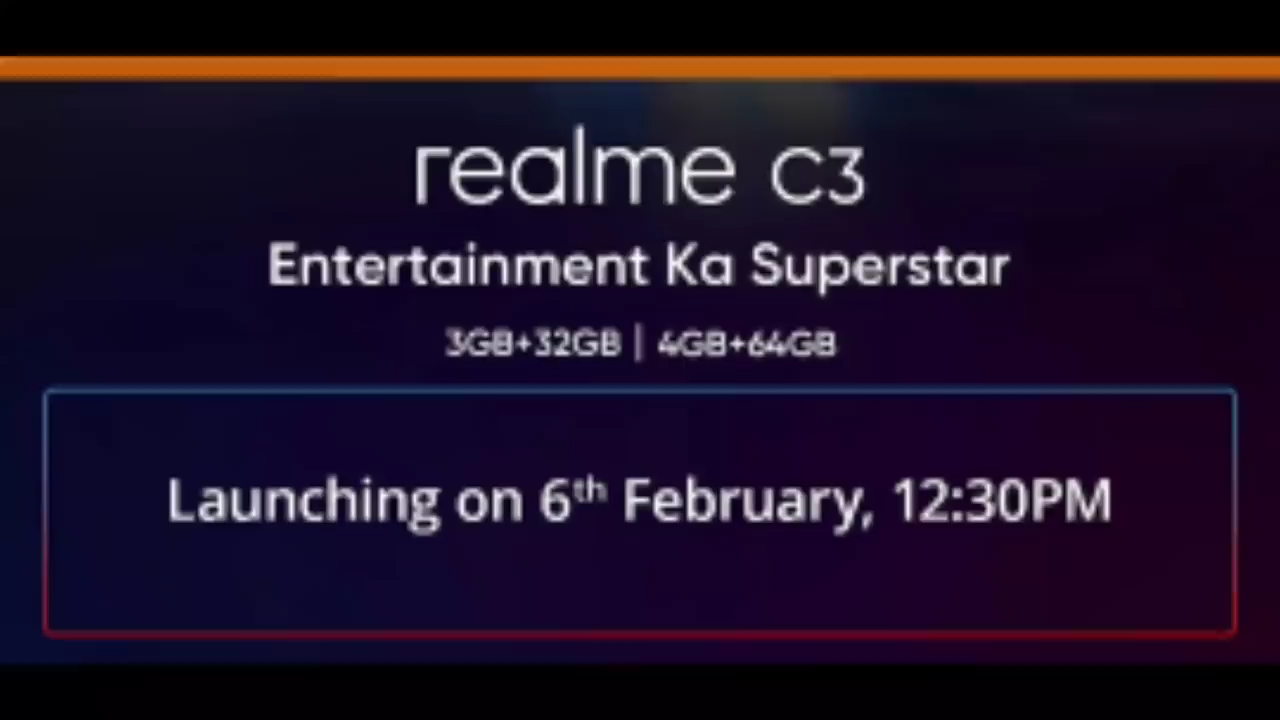 realme C3
Entertainment Ka Superstar
3GB+32GB | 4GB+64GB
Launching on 6th February, 12:30PM